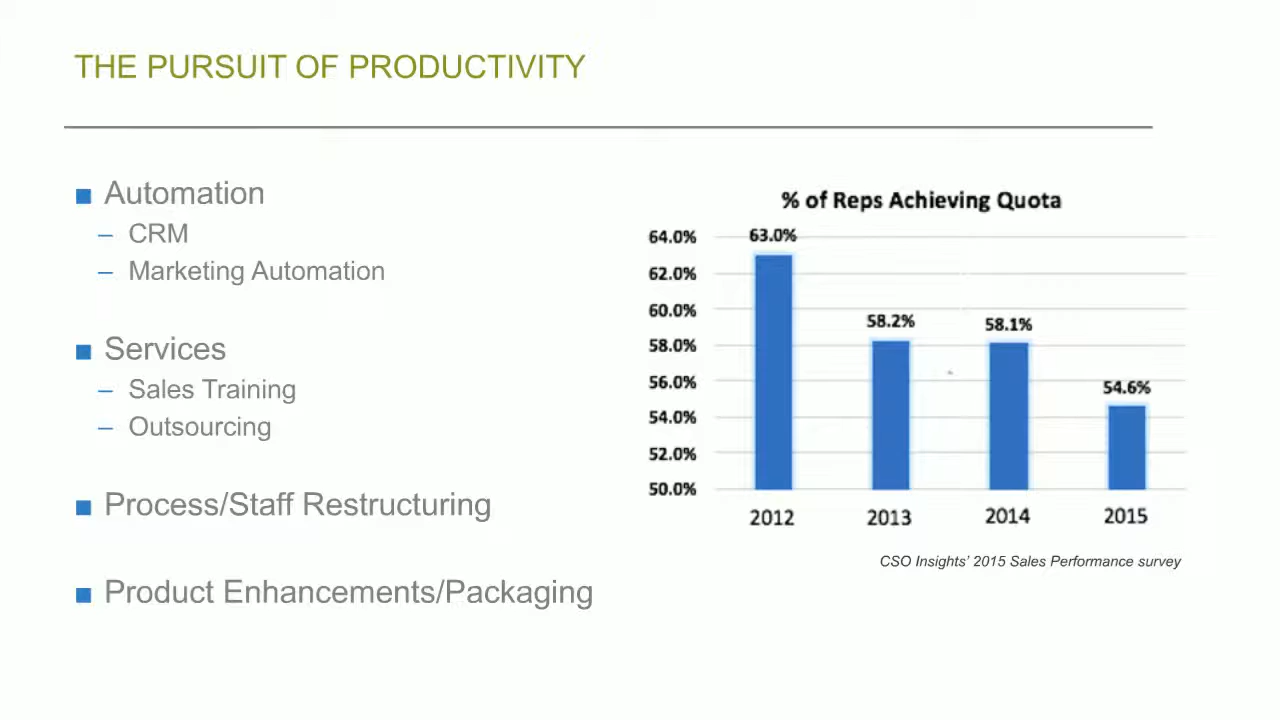 THE PURSUIT OF PRODUCTIVITY
■ Automation
– CRM
– Marketing Automation
■ Services
– Sales Training
– Outsourcing
■ Process/Staff Restructuring
■ Product Enhancements/Packaging
% of Reps Achieving Quota
64.0%
62.0%
60.0%
58.0%
56.0%
54.0%
52.0%
50.0%
63.0%
58.2%
58.1%
54.6%
2012 2013 2014 2015
CSO Insights’ 2015 Sales Performance survey